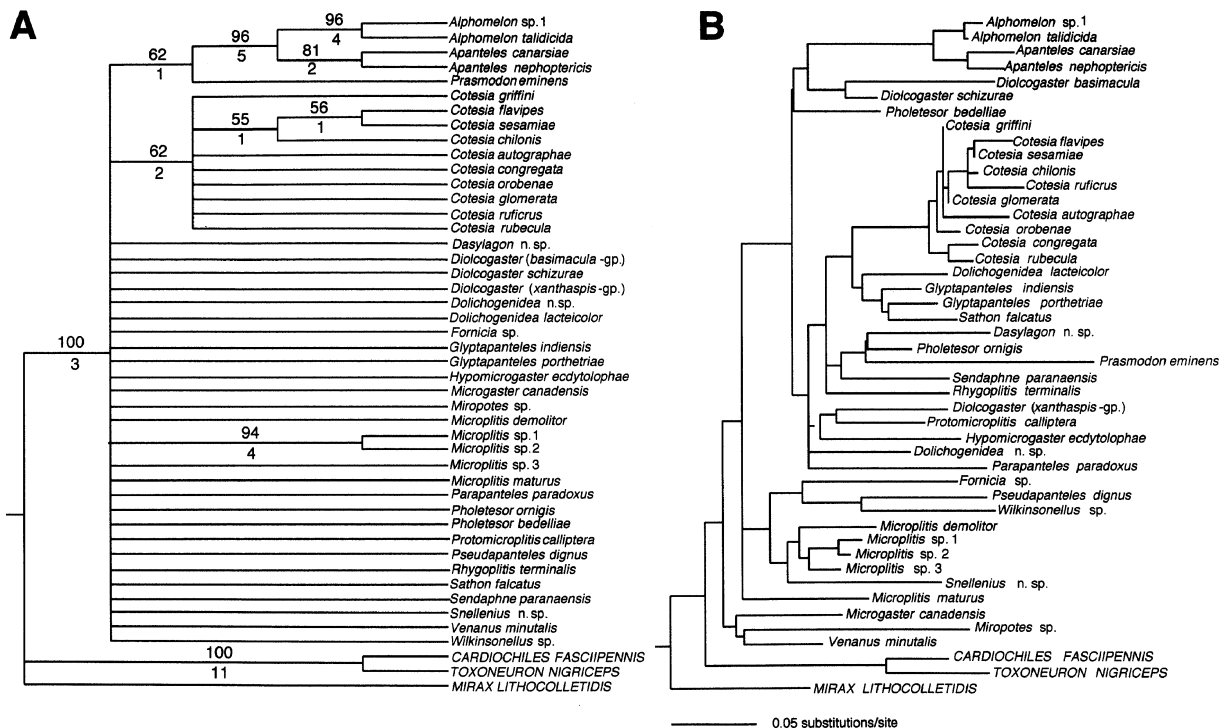 A
96
Alphomelon sp.1
4
Alphomelon talidicida
96
5
81
Apanteles canarsiae
2
Apanteles nephoptericis
62
1
Prasmodon eminens
Cotesia griffini
56
Cotesia flavipes
1
Cotesia sesamiae
55
1
Cotesia chilonis
62
2
Cotesia autographae
Cotesia congregata
Cotesia orobenae
Cotesia glomerata
Cotesia ruficrus
Cotesia rubecula
Dasylagon n. sp.
Diolcogaster (basimacula -gp.)
Diolcogaster schizurae
Diolcogaster (xanthaspis -gp.)
Dolichogenidea n.sp.
Dolichogenidea lacteicolor
Fornicia sp.
100
3
Glyptapanteles indiensis
Glyptapanteles porthetriae
Hypomicrogaster ecdytolophae
Microgaster canadensis
Miropotes sp.
Microplitis demolitor
94
4
Microplitis sp.1
Microplitis sp.2
Microplitis sp.3
Microplitis maturus
Parapanteles paradoxus
Pholetesor ornigis
Pholetesor bedelliae
Protomicroplitis calliptera
Pseudapanteles dignus
Rhygoplitis terminalis
Sathon falcatus
Sendaphne paranaensis
Snellenius n. sp.
Venanus minutalis
Wilkinsonellus sp.
100
11
CARDIOCHILES FASCIIPENNIS
TOXONEURON NIGRICEPS
MIRAX LITHOCOLLETIDIS
B
Alphomelon sp. 1
Alphomelon talidicida
Apanteles canarsiae
Apanteles nephoptericis
Diolcogaster basimacula
Diolcogaster schizurae
Pholetesor bedelliae
Cotesia griffini
Cotesia flavipes
Cotesia sesamiae
Cotesia chilonis
Cotesia ruficrus
Cotesia glomerata
Cotesia autographae
Cotesia orobenae
Cotesia congregata
Cotesia rubecula
Dolichogenidea lacteicolor
Glyptapanteles indiensis
Glyptapanteles porthetriae
Sathon falcatus
Dasylagon n. sp.
Pholetesor ornigis
Prasmodon eminens
Sendaphne paranaensis
Rhygoplitis terminalis
Diolcogaster (xanthaspis -gp.)
Protomicroplitis calliptera
Hypomicrogaster ecdytolophae
Dolichogenidea n. sp.
Parapanteles paradoxus
Fornicia sp.
Pseudapanteles dignus
Wilkinsonellus sp.
Microplitis demolitor
Microplitis sp. 1
Microplitis sp. 2
Microplitis sp. 3
Snellenius n. sp.
Microplitis maturus
Microgaster canadensis
Miropotes sp.
Venanus minutalis
CARDIOCHILES FASCIIPENNIS
TOXONEURON NIGRICEPS
MIRAX LITHOCOLLETIDIS
0.05 substitutions/site